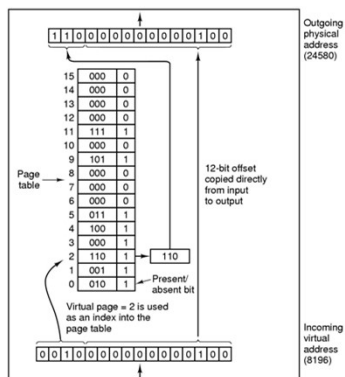 1 1 0 0 0 0 0 0 0 0 0 0 1 0 0
Outgoing
physical
address
(24580)
15 000 0
14 000 0
13 000 0
12 000 0
11 111 1
10 000 0
9 101 1
8 000 0
7 000 0
6 000 0
5 011 1
4 100 1
3 000 1
2 110 1 110
1 001 1
0 010 1
Page
table
12-bit offset
copied directly
from input
to output
Present/
absent bit
Virtual page = 2 is used
as an index into the
page table
0 0 1 0 0 0 0 0 0 0 0 0 0 1 0 0
Incoming
virtual
address
(8196)